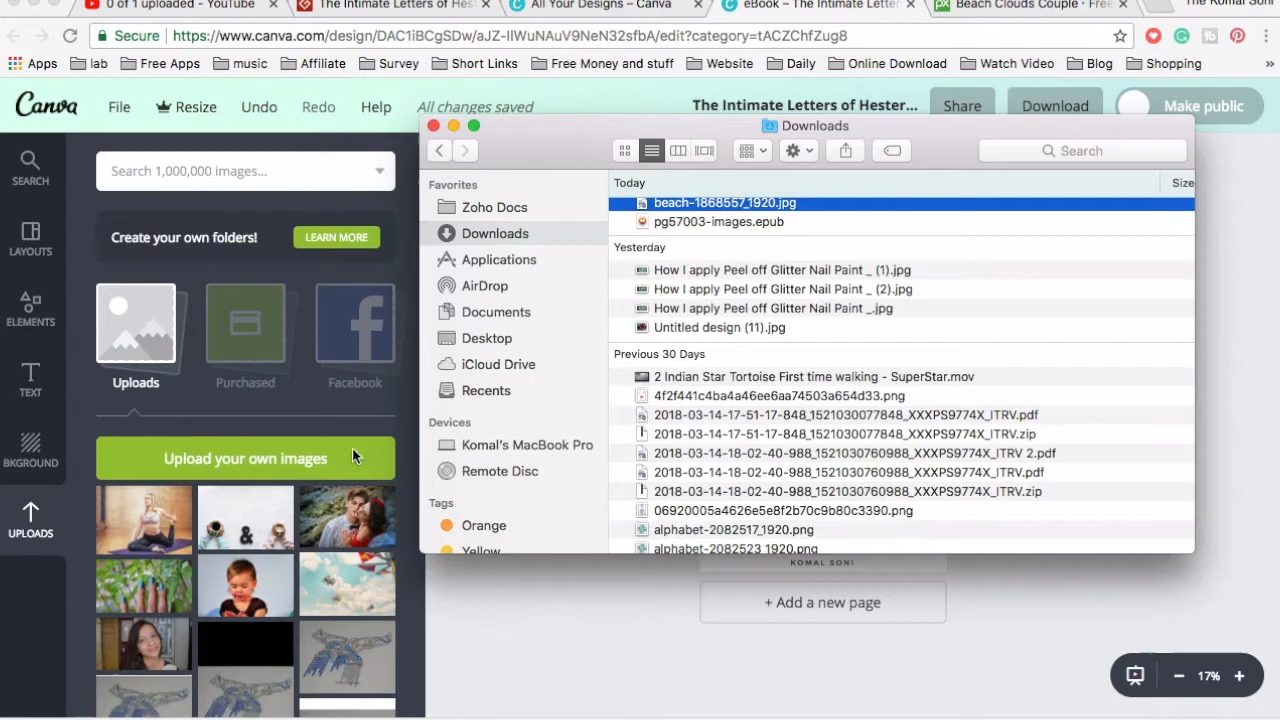 0 of 1 uploaded - YouTube
The Intimate Letters of Hest
All Your Designs – Canva
eBook – The Intimate Letter
Beach Clouds Couple · Free
The Komal Soni
Secure
https://www.canva.com/design/DAC1iBCgSDw/aJZ-IlWuNAuV9NeN32sfbA/edit?category=tACZChfZug8
Apps
lab
Free Apps
music
Affiliate
Survey
Short Links
Free Money and stuff
Website
Daily
Online Download
Watch Video
Blog
Shopping
»
Canva
File
Resize
Undo
Redo
Help
All changes saved
The Intimate Letters of Hester...
Share
Download
Make public
Downloads
Search
SEARCH
LAYOUTS
ELEMENTS
TEXT
BKGROUND
UPLOADS
Search 1,000,000 images...
Create your own folders!
LEARN MORE
Uploads
Purchased
Facebook
Upload your own images
Favorites
Zoho Docs
Downloads
Applications
AirDrop
Documents
Desktop
iCloud Drive
Recents
Devices
Komal's MacBook Pro
Remote Disc
Tags
Orange
Yellow
Today
Size
beach-1868557_1920.jpg
pg57003-images.epub
Yesterday
How I apply Peel off Glitter Nail Paint _ (1).jpg
How I apply Peel off Glitter Nail Paint _ (2).jpg
How I apply Peel off Glitter Nail Paint _.jpg
Untitled design (11).jpg
Previous 30 Days
2 Indian Star Tortoise First time walking - SuperStar.mov
4f2f441c4ba4a46ee6aa74503a654d33.png
2018-03-14-17-51-17-848_1521030077848_XXXPS9774X_ITRV.pdf
2018-03-14-17-51-17-848_1521030077848_XXXPS9774X_ITRV.zip
2018-03-14-18-02-40-988_1521030760988_XXXPS9774X_ITRV 2.pdf
2018-03-14-18-02-40-988_1521030760988_XXXPS9774X_ITRV.pdf
2018-03-14-18-02-40-988_1521030760988_XXXPS9774X_ITRV.zip
06920005a4626e5e8f2b70c9b80c3390.png
alphabet-2082517_1920.png
alphabet-2082523_1920.png
KOMAL SONI
+ Add a new page
17%